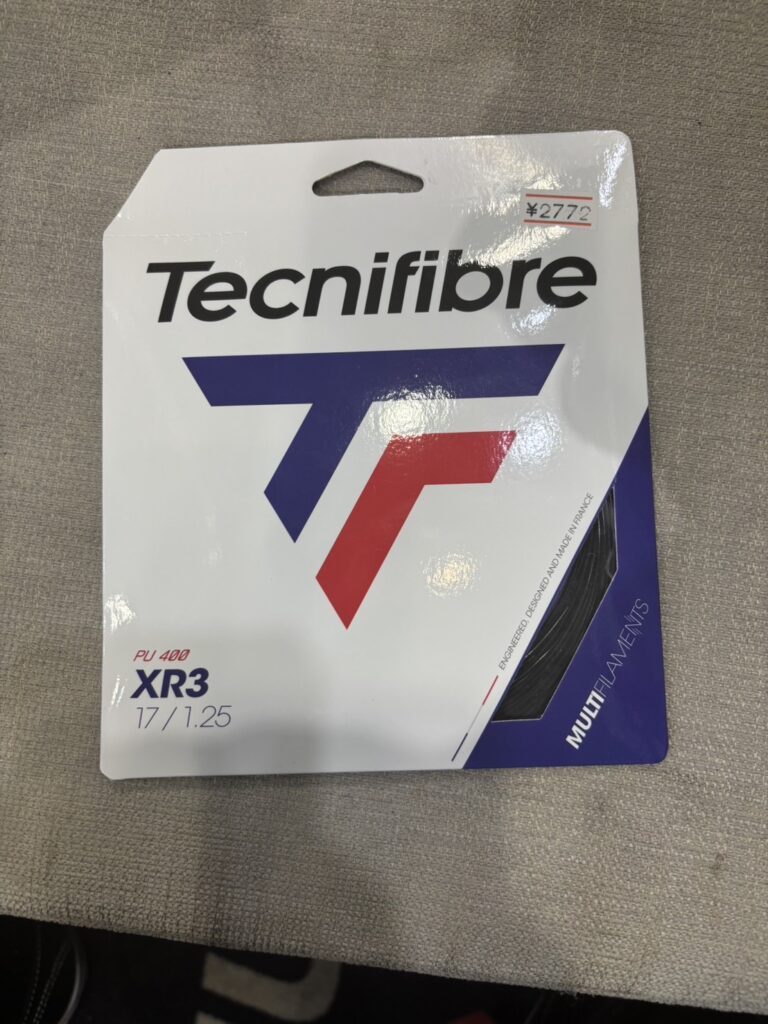 ¥2772
Tecnifibre
ENGINEERED, DESIGNED AND MADE IN FRANCE
PU 400
XR3
17 / 1.25
MULTIFILAMENTS